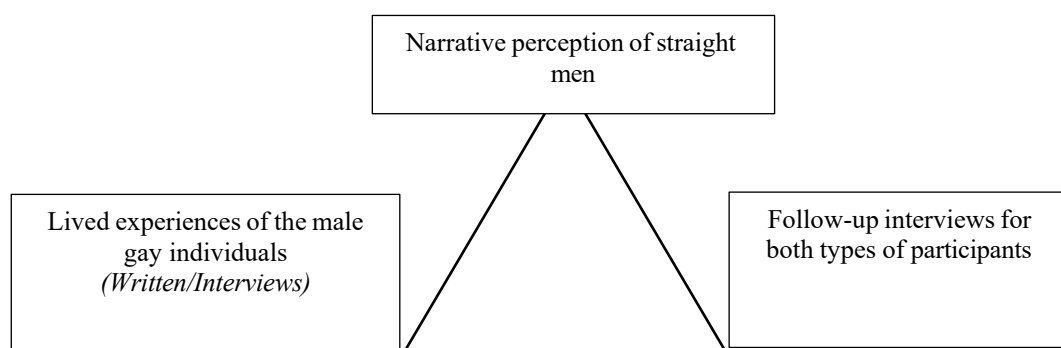 Narrative perception of straight
men
Lived experiences of the male
gay individuals
(Written/Interviews)
Follow-up interviews for
both types of participants